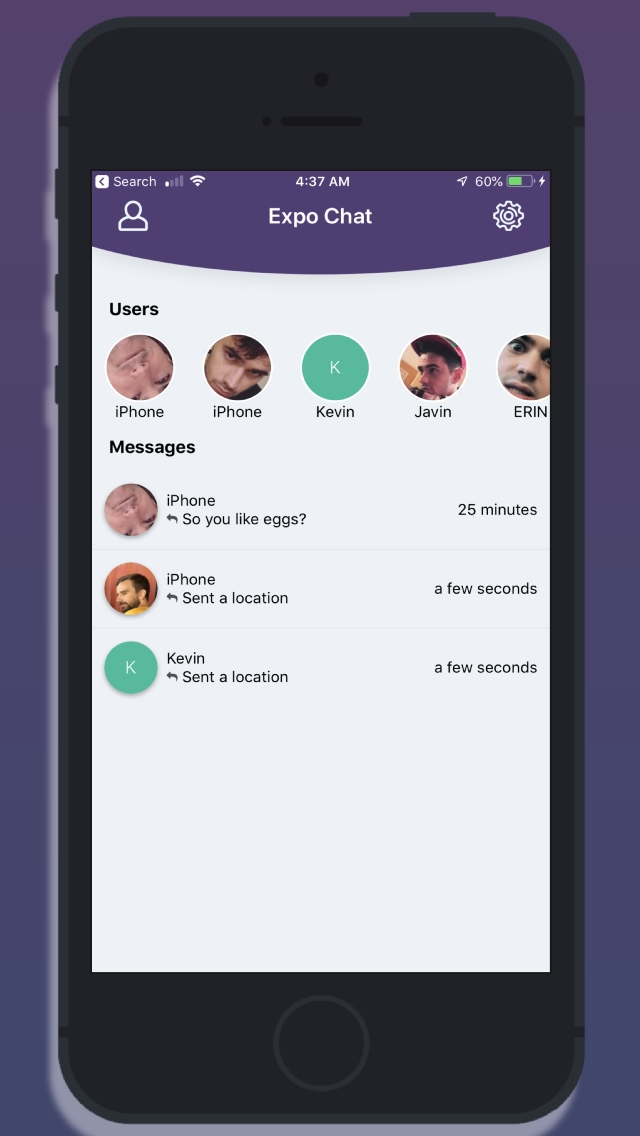 Search
4:37 AM
60%
Expo Chat
Users
K
iPhone
iPhone
Kevin
Javin
ERIN
Messages
iPhone
So you like eggs?
25 minutes
iPhone
Sent a location
a few seconds
K
Kevin
Sent a location
a few seconds